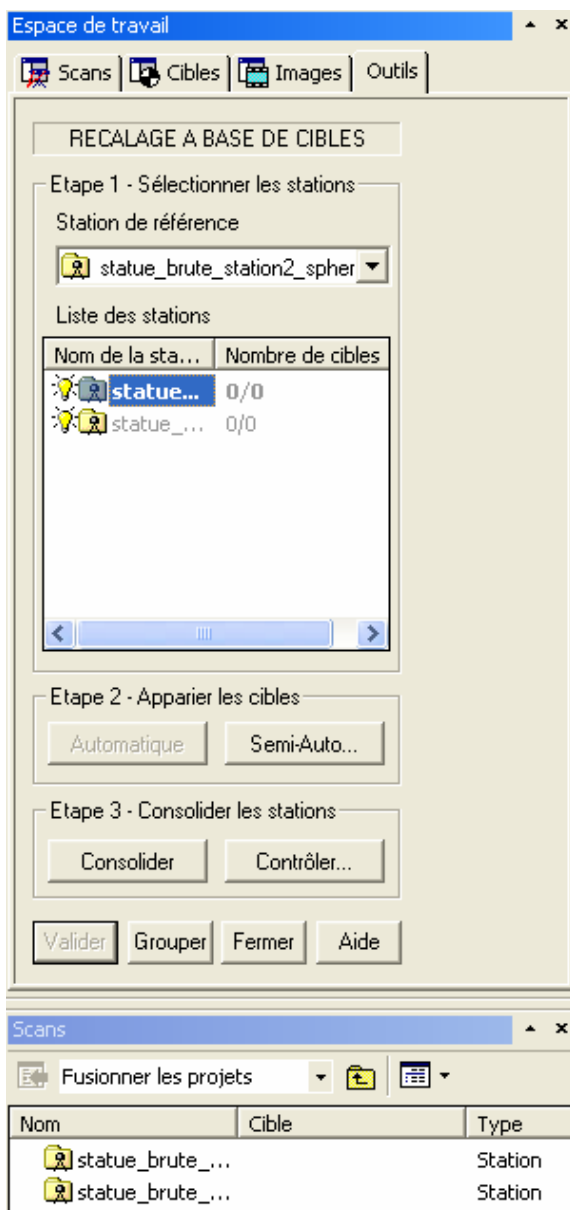 Espace de travail
Scans Cibles Images Outils
RECALAGE A BASE DE CIBLES
Etape 1 - Sélectionner les stations
Station de référence
statue_brute_station2_spher
Liste des stations
Nom de la sta... Nombre de cibles
statue... 0/0
statue_... 0/0
Etape 2 - Apparier les cibles
Automatique Semi-Auto...
Etape 3 - Consolider les stations
Consolider Contrôler...
Valider Grouper Fermer Aide
Scans
Fusionner les projets
Nom Cible Type
statue_brute_... Station
statue_brute_... Station